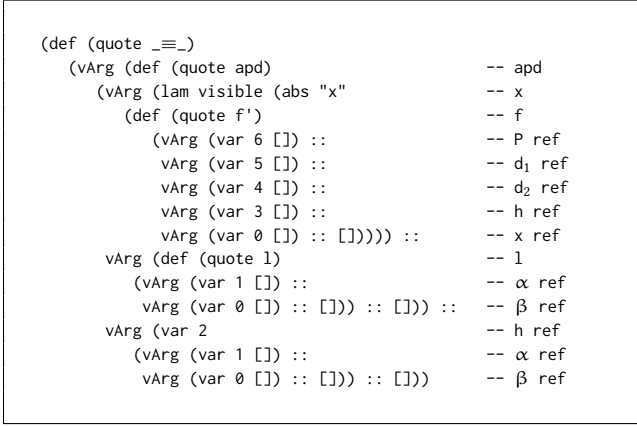 (def (quote _≡_)
   (vArg (def (quote apd)                        -- apd
      (vArg (lam visible (abs "x"                -- x
         (def (quote f')                         -- f
            (vArg (var 6 []) ::                  -- P ref
             vArg (var 5 []) ::                  -- d₁ ref
             vArg (var 4 []) ::                  -- d₂ ref
             vArg (var 3 []) ::                  -- h ref
             vArg (var 0 []) :: [])))) ::        -- x ref
       vArg (def (quote l)                       -- l
          (vArg (var 1 []) ::                    -- α ref
           vArg (var 0 []) :: [])) :: [])) ::    -- β ref
       vArg (var 2                               -- h ref
          (vArg (var 1 []) ::                    -- α ref
           vArg (var 0 []) :: [])) :: []))       -- β ref